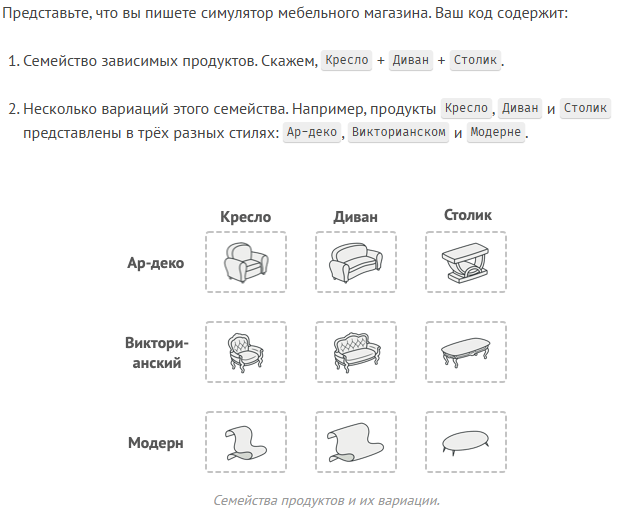 Представьте, что вы пишете симулятор мебельного магазина. Ваш код содержит:
1. Семейство зависимых продуктов. Скажем, Кресло + Диван + Столик.
2. Несколько вариаций этого семейства. Например, продукты Кресло, Диван и Столик
представлены в трёх разных стилях: Ар-деко, Викторианском и Модерне.
Кресло Диван Столик
Ар-деко
Виктори-
анский
Модерн
Семейства продуктов и их вариации.